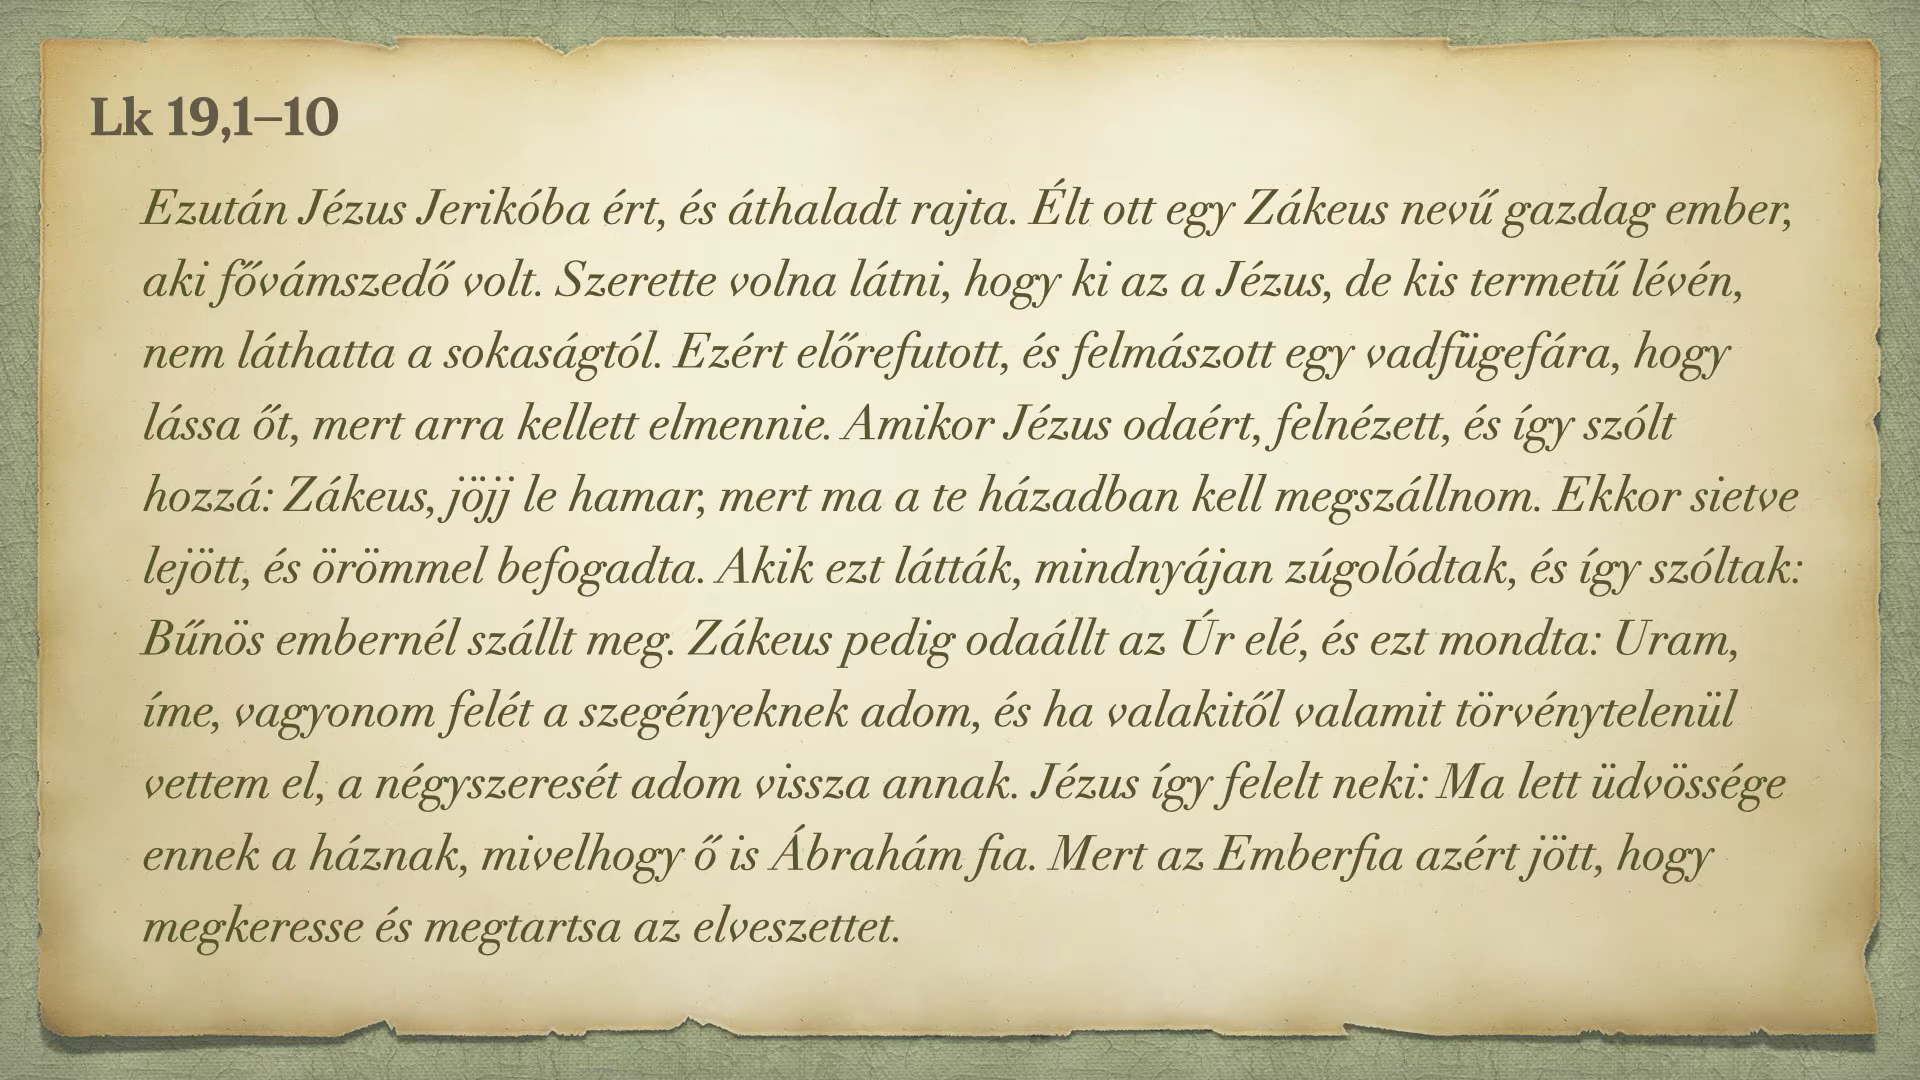 Lk 19,1–10
Ezután Jézus Jerikóba ért, és áthaladt rajta. Élt ott egy Zákeus nevű gazdag ember,
aki fővámszedő volt. Szerette volna látni, hogy ki az a Jézus, de kis termetű lévén,
nem láthatta a sokaságtól. Ezért előrefutott, és felmászott egy vadfügefára, hogy
lássa őt, mert arra kellett elmennie. Amikor Jézus odaért, felnézett, és így szólt
hozzá: Zákeus, jöjj le hamar, mert ma a te házadban kell megszállnom. Ekkor sietve
lejött, és örömmel befogadta. Akik ezt látták, mindnyájan zúgolódtak, és így szóltak:
Bűnös embernél szállt meg. Zákeus pedig odaállt az Úr elé, és ezt mondta: Uram,
íme, vagyonom felét a szegényeknek adom, és ha valakitől valamit törvénytelenül
vettem el, a négyszeresét adom vissza annak. Jézus így felelt neki: Ma lett üdvössége
ennek a háznak, mivelhogy ő is Ábrahám fia. Mert az Emberfia azért jött, hogy
megkeresse és megtartsa az elveszettet.